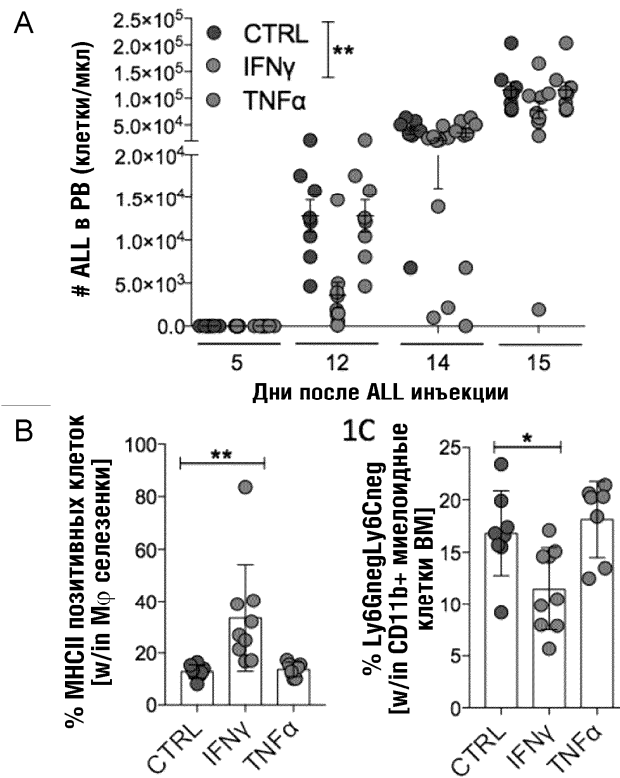 A
# ALL в PB (клетки/мкл)
2.5×10⁵
2.0×10⁵
1.5×10⁵
1.0×10⁵
5.0×10⁴
2.0×10⁴
1.0×10⁴
5.0×10³
0.0
CTRL
IFNγ
TNFα
**
5 12 14 15
Дни после ALL инъекции
B
% MHCII позитивных клеток
[w/in Mφ селезенки]
100
80
60
40
20
0
**
CTRL IFNγ TNFα
1C
% Ly6GnegLy6Cneg
[w/in CD11b+ миелоидные
клетки BM]
25
20
15
10
5
0
*
CTRL IFNγ TNFα